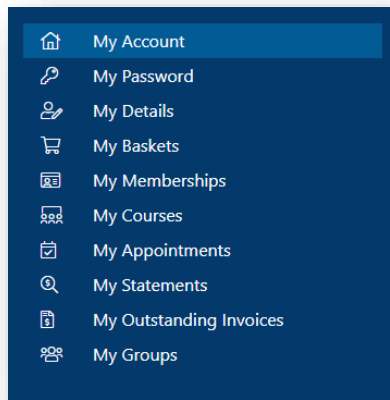 My Account
My Password
My Details
My Baskets
My Memberships
My Courses
My Appointments
My Statements
My Outstanding Invoices
My Groups